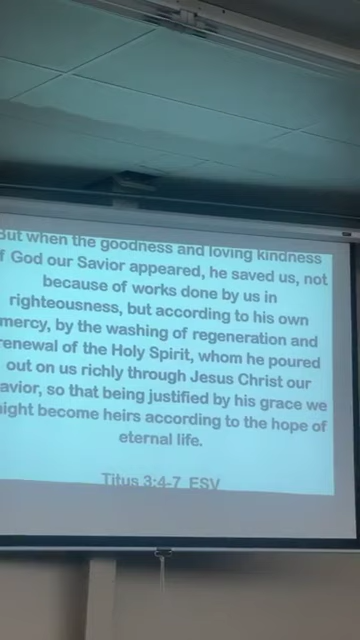 But when the goodness and loving kindness
f God our Savior appeared, he saved us, not
because of works done by us in
righteousness, but according to his own
mercy, by the washing of regeneration and
renewal of the Holy Spirit, whom he poured
out on us richly through Jesus Christ our
avior, so that being justified by his grace we
might become heirs according to the hope of
eternal life.
Titus 3:4-7 ESV